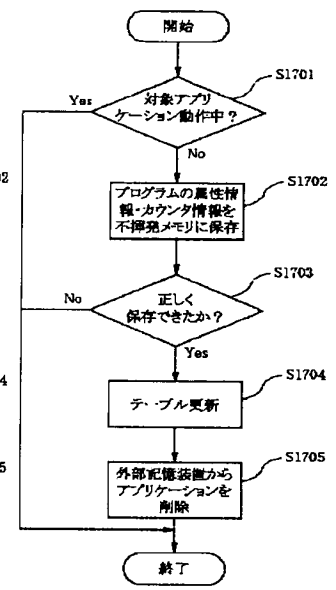 開始
S1701
Yes
対象アプリ
ケーション動作中？
No
S1702
プログラムの属性情
報・カウンタ情報を
不揮発メモリに保存
S1703
No
正しく
保存できたか？
Yes
S1704
テーブル更新
S1705
外部記憶装置から
アプリケーションを
削除
終了